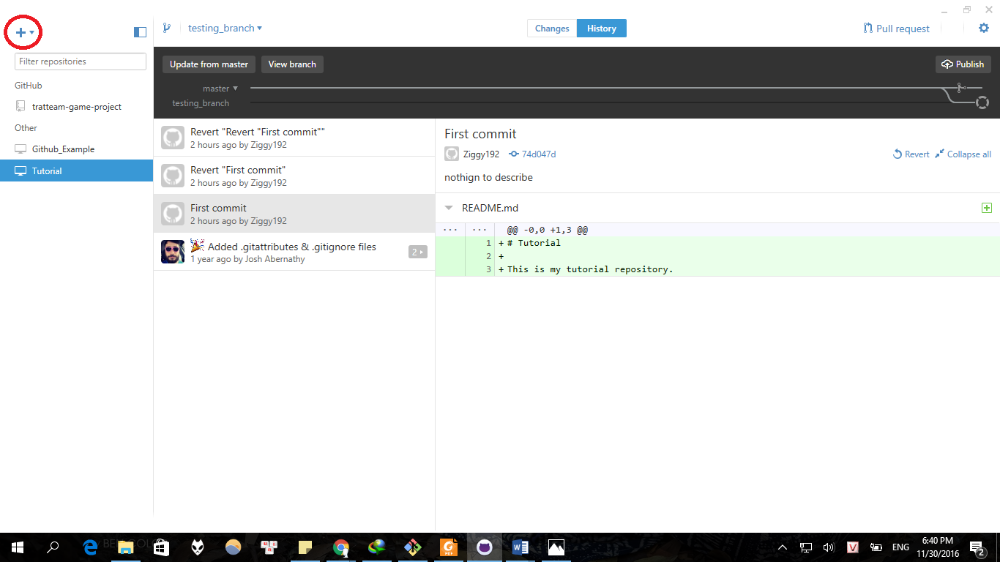 testing_branch
Changes
History
Pull request
Filter repositories
GitHub
tratteam-game-project
Other
Github_Example
Tutorial
Update from master
View branch
Publish
master
testing_branch
Revert "Revert "First commit""
2 hours ago by Ziggy192
Revert "First commit"
2 hours ago by Ziggy192
First commit
2 hours ago by Ziggy192
Added .gitattributes & .gitignore files
1 year ago by Josh Abernathy
2
First commit
Ziggy192
74d047d
Revert
Collapse all
nothign to describe
README.md
... ... @@ -0,0 +1,3 @@
1 + # Tutorial
2 +
3 + This is my tutorial repository.
PDF
W
V
ENG
6:40 PM
11/30/2016
2